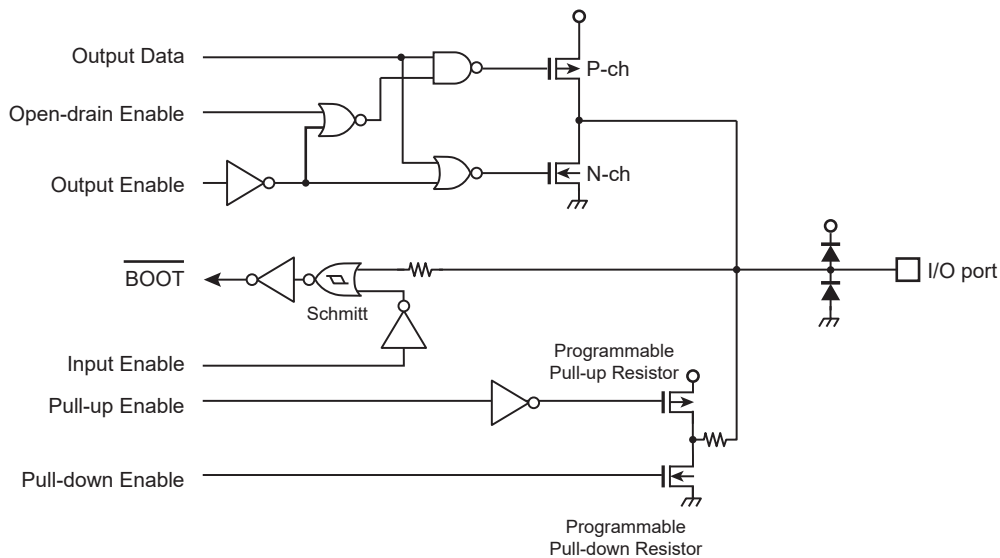 Output Data
P-ch
Open-drain Enable
Output Enable
N-ch
BOOT
I/O port
Schmitt
Input Enable
Programmable
Pull-up Resistor
Pull-up Enable
Pull-down Enable
Programmable
Pull-down Resistor